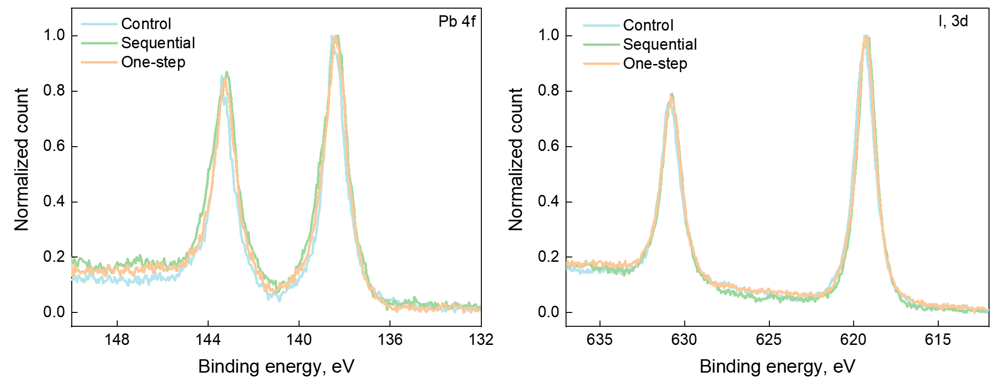 Pb 4f
Control
Sequential
One-step
1.0
0.8
0.6
0.4
0.2
0.0
Normalized count
148 144 140 136 132
Binding energy, eV
I, 3d
Control
Sequential
One-step
1.0
0.8
0.6
0.4
0.2
0.0
Normalized count
635 630 625 620 615
Binding energy, eV